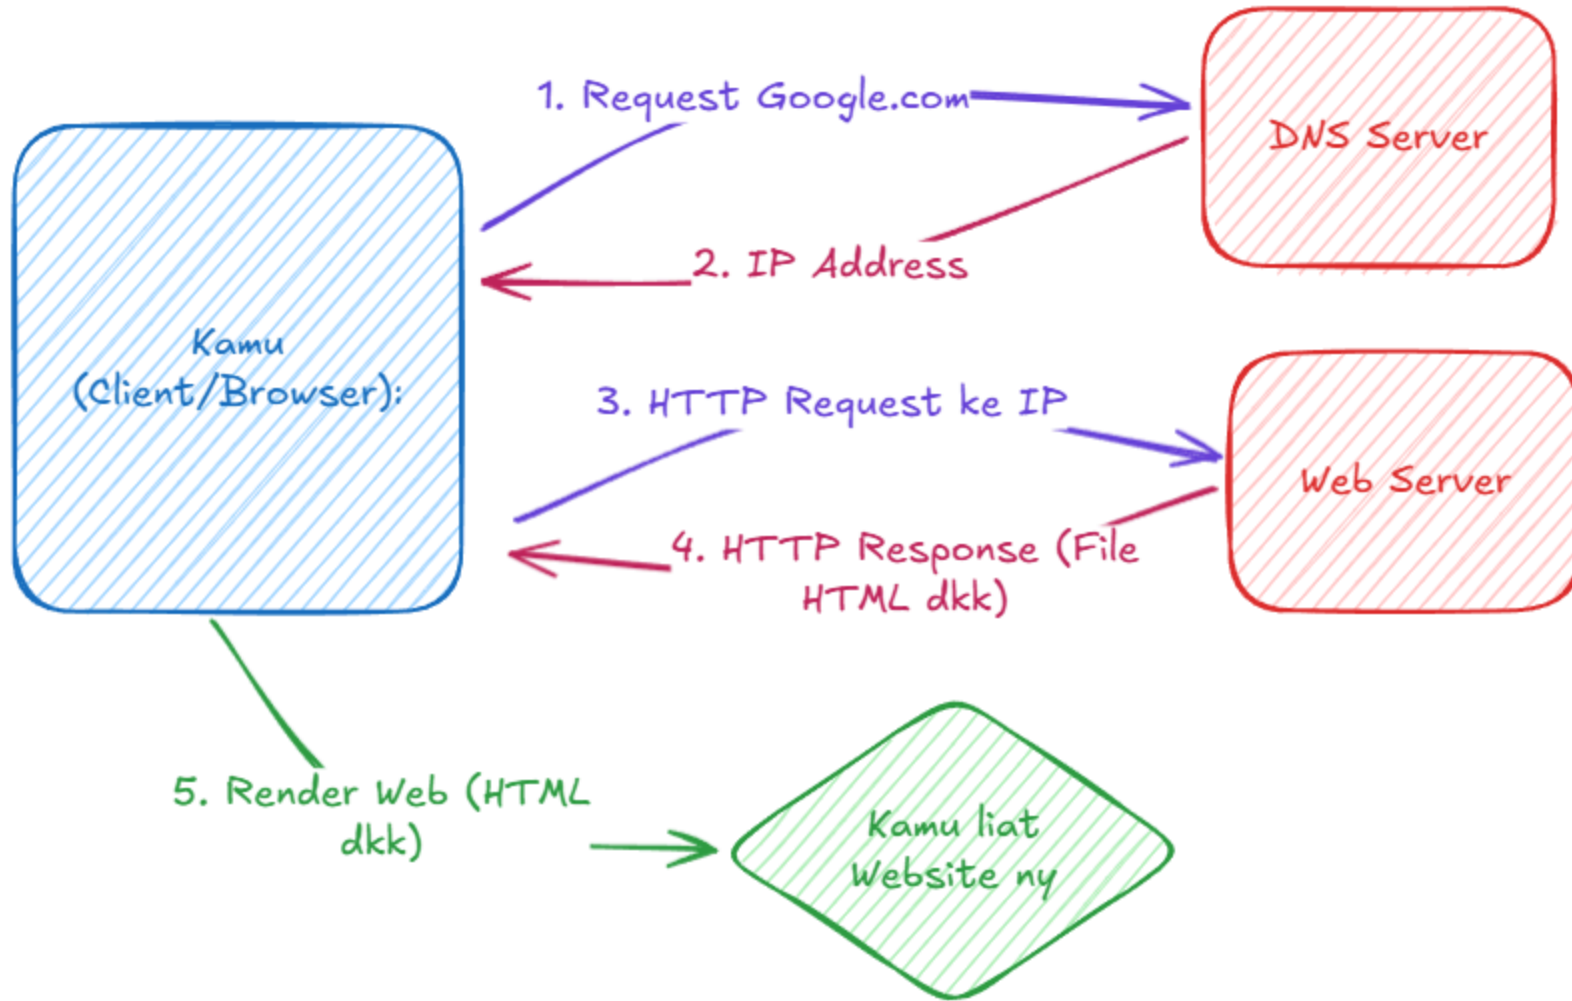 1. Request Google.com
DNS Server
2. IP Address
Kamu
(Client/Browser):
3. HTTP Request ke IP
Web Server
4. HTTP Response (File
HTML dkk)
5. Render Web (HTML
dkk)
Kamu liat
Website ny